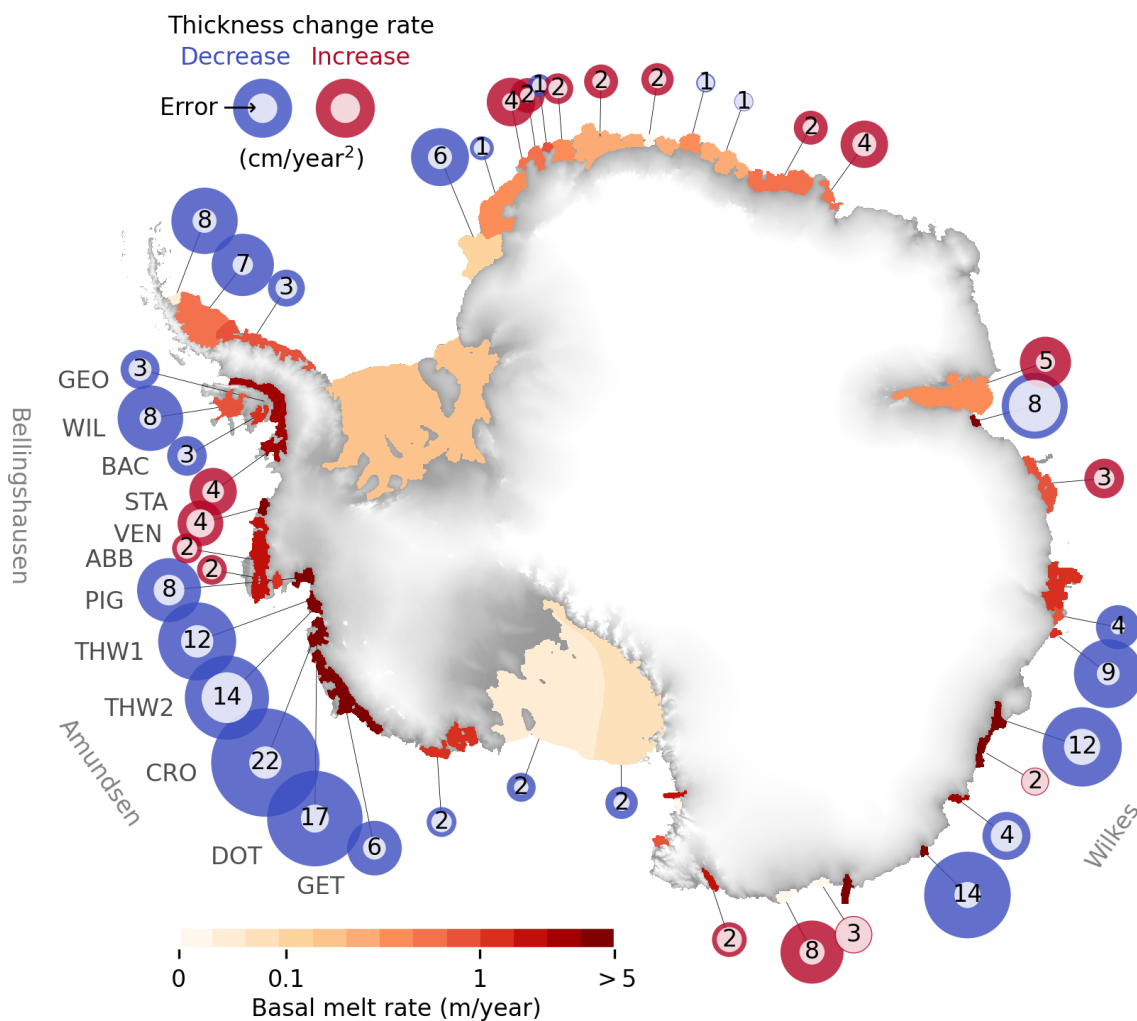 Thickness change rate
Decrease Increase
Error
(cm/year²)
4 2 1 2 2 2 1 1 2 4
6 1
8
7
3
5
8
3
GEO 3
WIL 8
BAC 3
STA 4
VEN 4
ABB 2
2
PIG 8
THW1 12
THW2 14
CRO 22
DOT 17
GET 6
2
2
2
4
9
12
2
4
14
2
8
3
Bellingshausen
Amundsen
Wilkes
0 0.1 1 > 5
Basal melt rate (m/year)